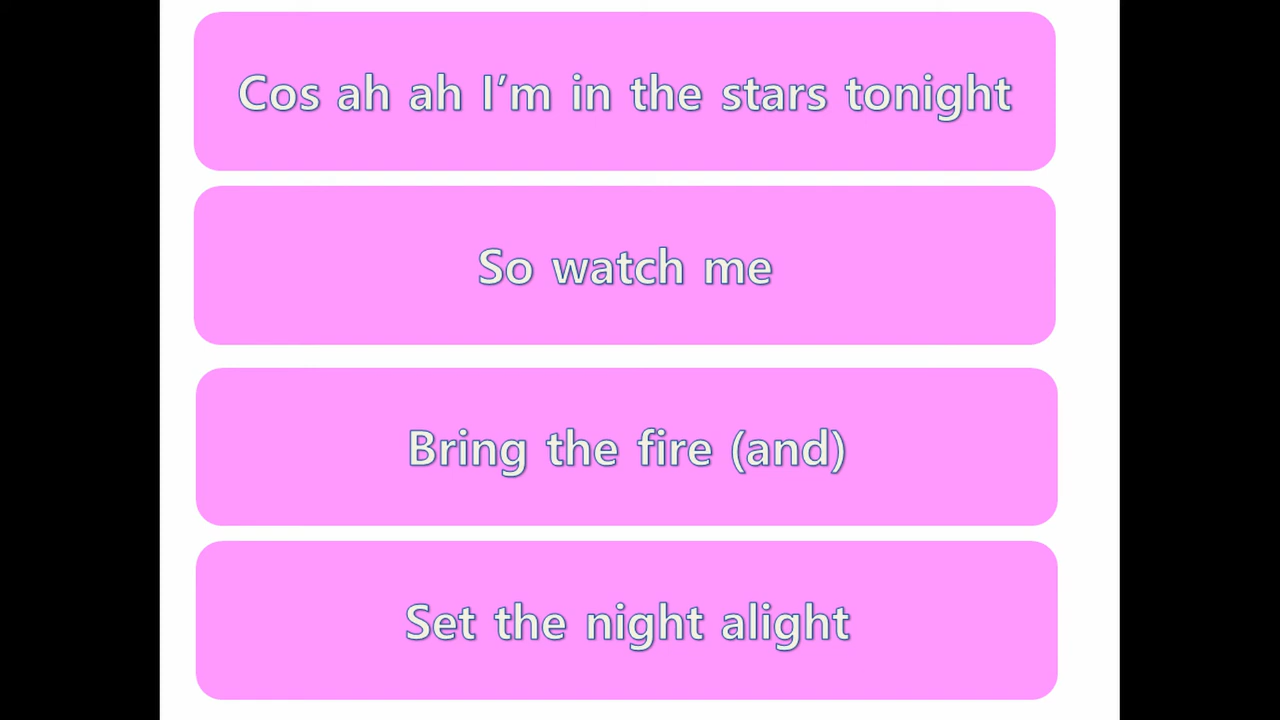 Cos ah ah I’m in the stars tonight
So watch me
Bring the fire (and)
Set the night alight